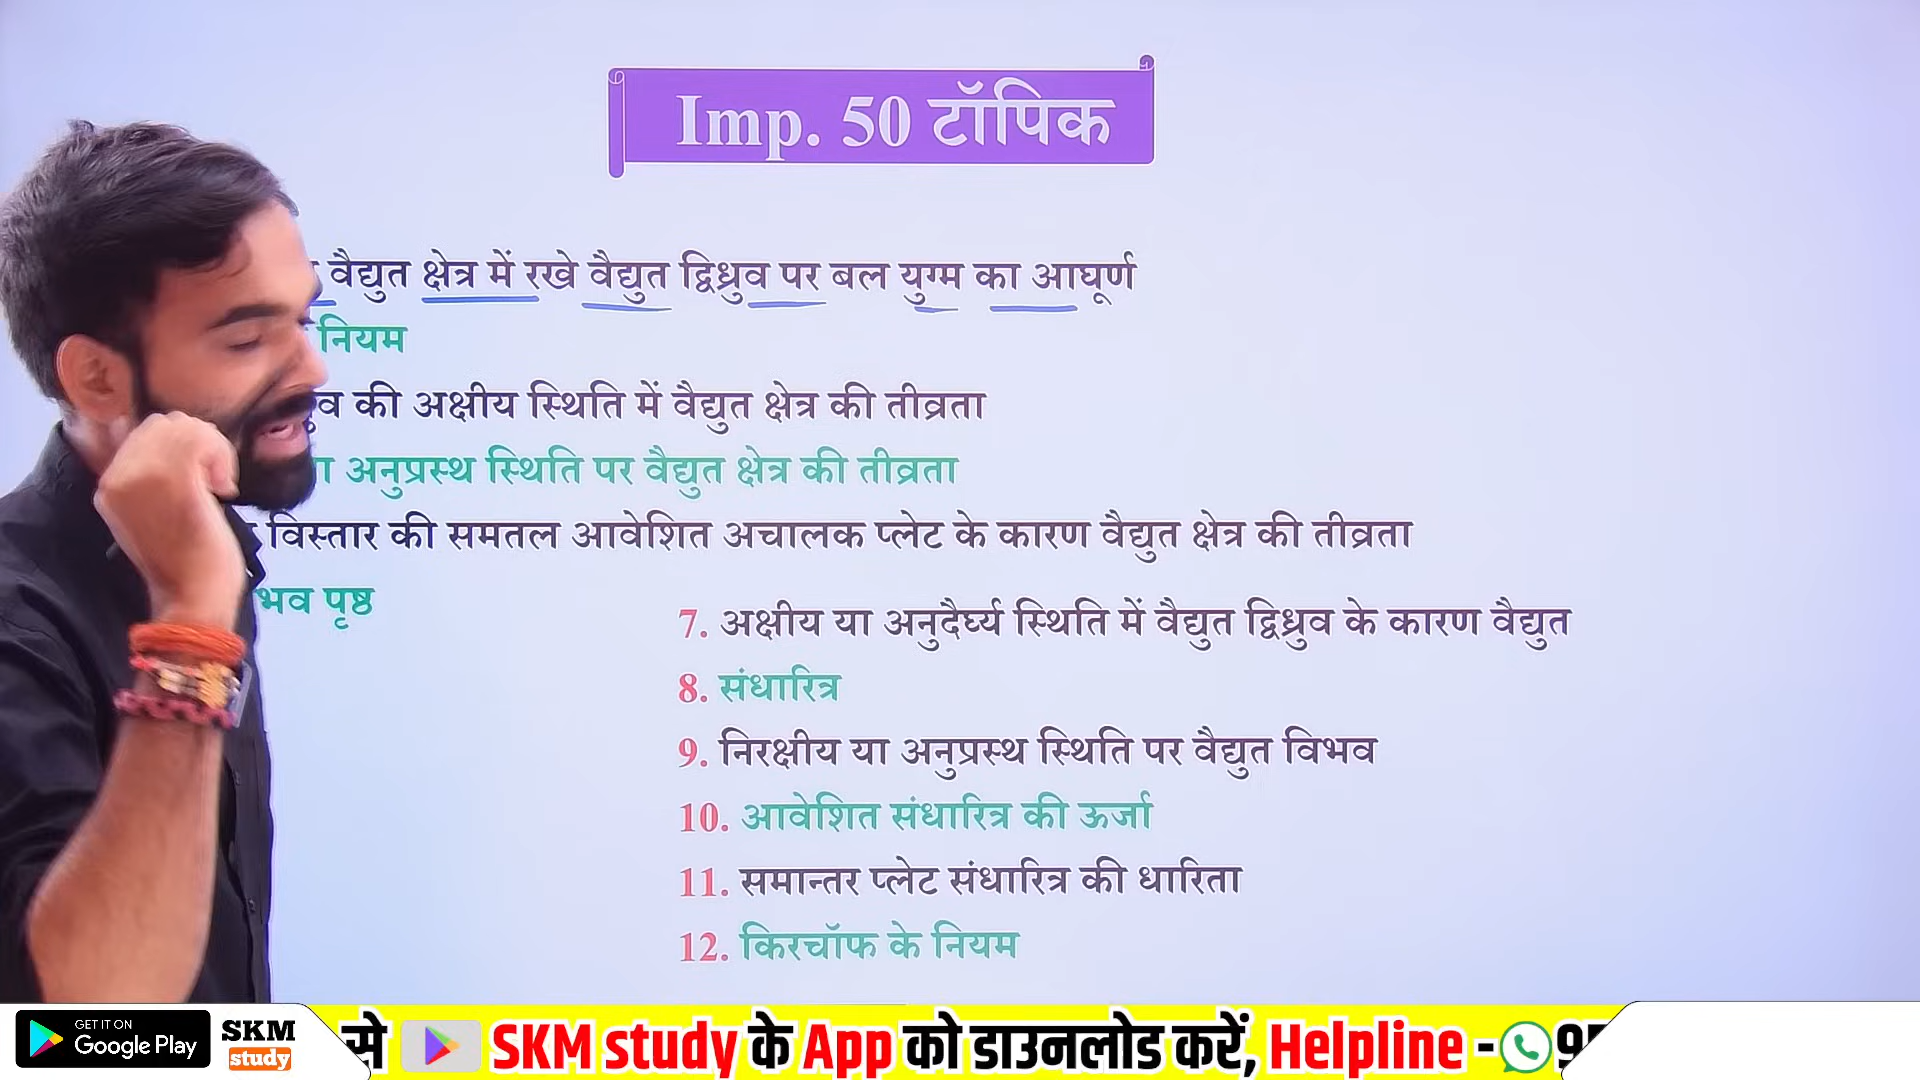 Imp. 50 टॉपिक
वैद्युत क्षेत्र में रखे वैद्युत द्विध्रुव पर बल युग्म का आघूर्ण
नियम
की अक्षीय स्थिति में वैद्युत क्षेत्र की तीव्रता
अनुप्रस्थ स्थिति पर वैद्युत क्षेत्र की तीव्रता
विस्तार की समतल आवेशित अचालक प्लेट के कारण वैद्युत क्षेत्र की तीव्रता
पृष्ठ
7. अक्षीय या अनुदैर्घ्य स्थिति में वैद्युत द्विध्रुव के कारण वैद्युत
8. संधारित्र
9. निरक्षीय या अनुप्रस्थ स्थिति पर वैद्युत विभव
10. आवेशित संधारित्र की ऊर्जा
11. समान्तर प्लेट संधारित्र की धारिता
12. किरचॉफ के नियम
GET IT ON
Google Play
SKM
study
से SKM study के App को डाउनलोड करें, Helpline -